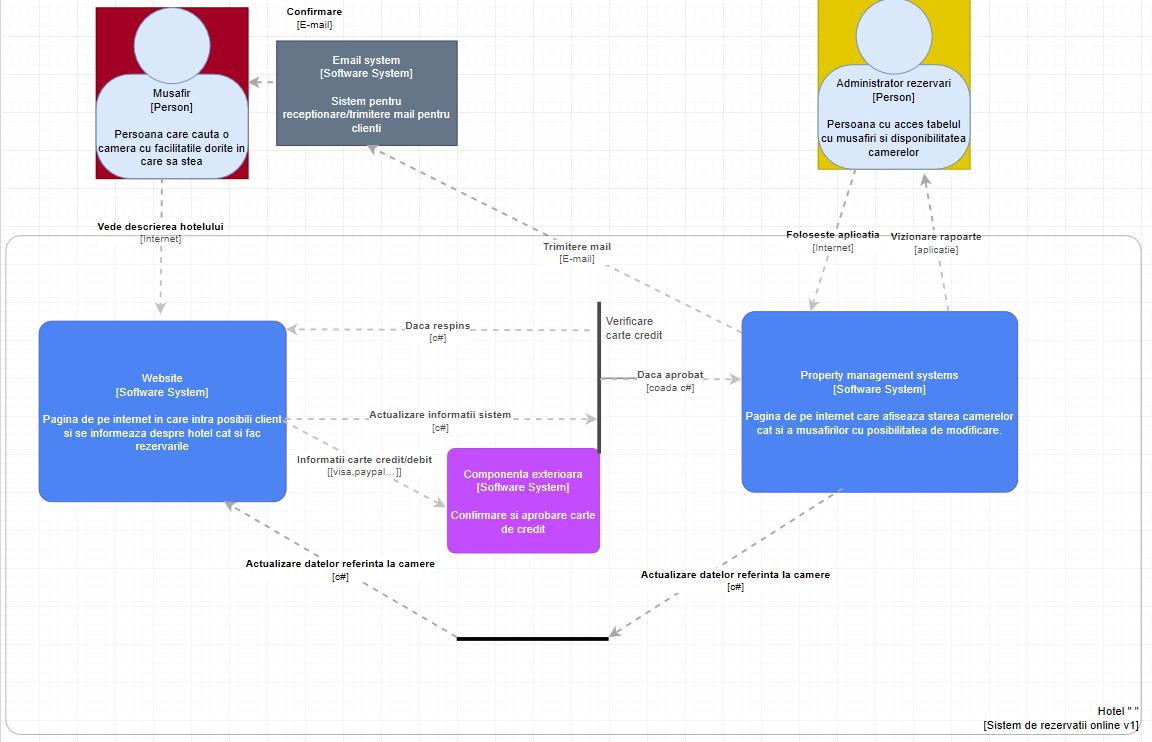 Confirmare
[E-mail]
Email system
[Software System]
Sistem pentru
receptionare/trimitere mail pentru
clienti
Musafir
[Person]
Persoana care cauta o
camera cu facilitatile dorite in
care sa stea
Administrator rezervari
[Person]
Persoana cu acces tabelul
cu musafiri si disponibilitatea
camerelor
Vede descrierea hotelului
[Internet]
Trimitere mail
[E-mail]
Foloseste aplicatia
[Internet]
Vizionare rapoarte
[aplicatie]
Daca respins
[c#]
Verificare
carte credit
Daca aprobat
[coada c#]
Website
[Software System]
Pagina de pe internet in care intra posibili client
si se informeaza despre hotel cat si fac
rezervarile
Actualizare informatii sistem
[c#]
Property management systems
[Software System]
Pagina de pe internet care afiseaza starea camerelor
cat si a musafirilor cu posibilitatea de modificare.
Informatii carte credit/debit
[[visa,paypal...]]
Componenta exterioara
[Software System]
Confirmare si aprobare carte
de credit
Actualizare datelor referinta la camere
[c#]
Actualizare datelor referinta la camere
[c#]
Hotel " "
[Sistem de rezervatii online v1]